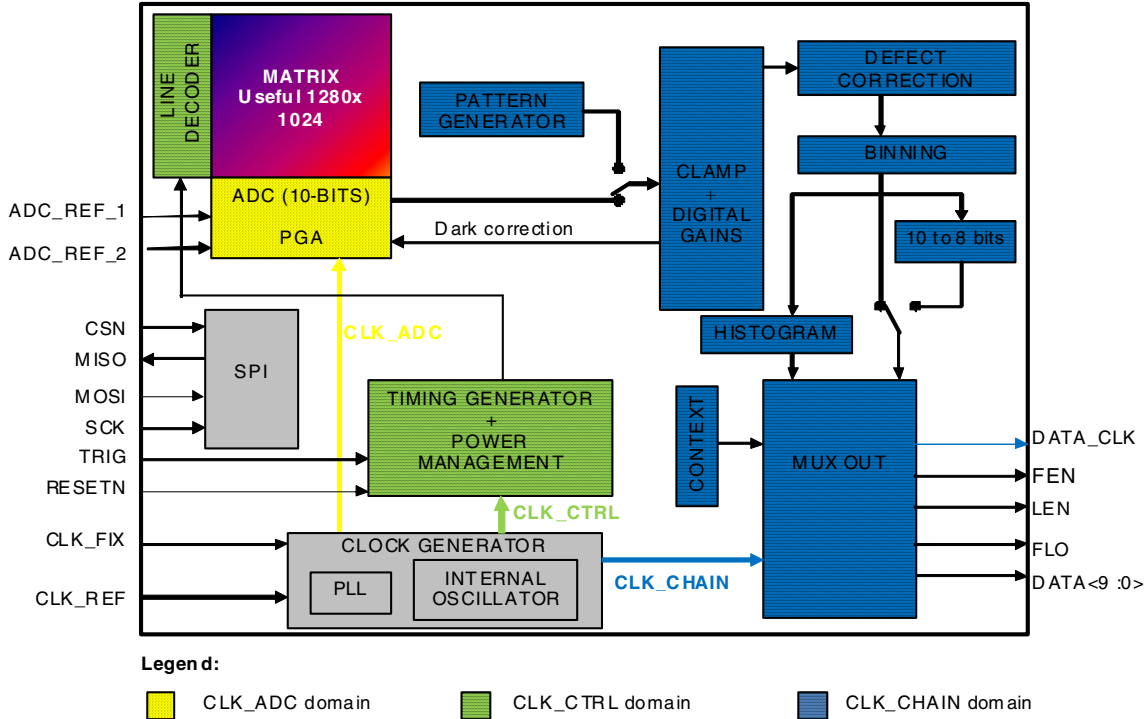 LINE
DECODER
MATRIX
Useful 1280x
1024
ADC (10-BITS)
PGA
PATTERN
GENERATOR
CLAMP
+
DIGITAL
GAINS
DEFECT
CORRECTION
BINNING
10 to 8 bits
HISTOGRAM
Dark correction
ADC_REF_1
ADC_REF_2
CSN
MISO
MOSI
SCK
TRIG
RESETN
CLK_FIX
CLK_REF
SPI
CLK_ADC
TIMING GENERATOR
+
POWER
MANAGEMENT
CLK_CTRL
CLOCK GENERATOR
PLL
INTERNAL
OSCILLATOR
CLK_CHAIN
CONTEXT
MUX OUT
DATA_CLK
FEN
LEN
FLO
DATA<9 :0>
Legend:
CLK_ADC domain
CLK_CTRL domain
CLK_CHAIN domain